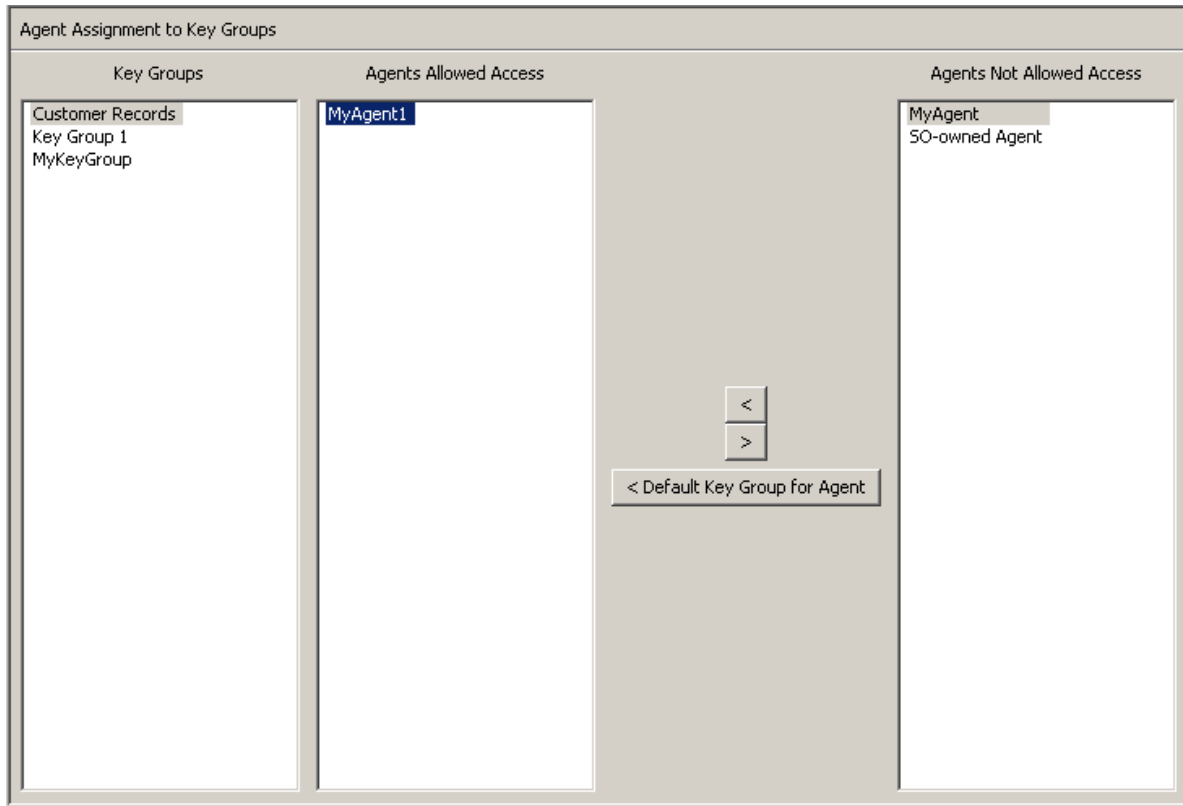 Agent Assignment to Key Groups
Key Groups
Agents Allowed Access
Agents Not Allowed Access
Customer Records
Key Group 1
MyKeyGroup
MyAgent1
MyAgent
SO-owned Agent
<
>
< Default Key Group for Agent